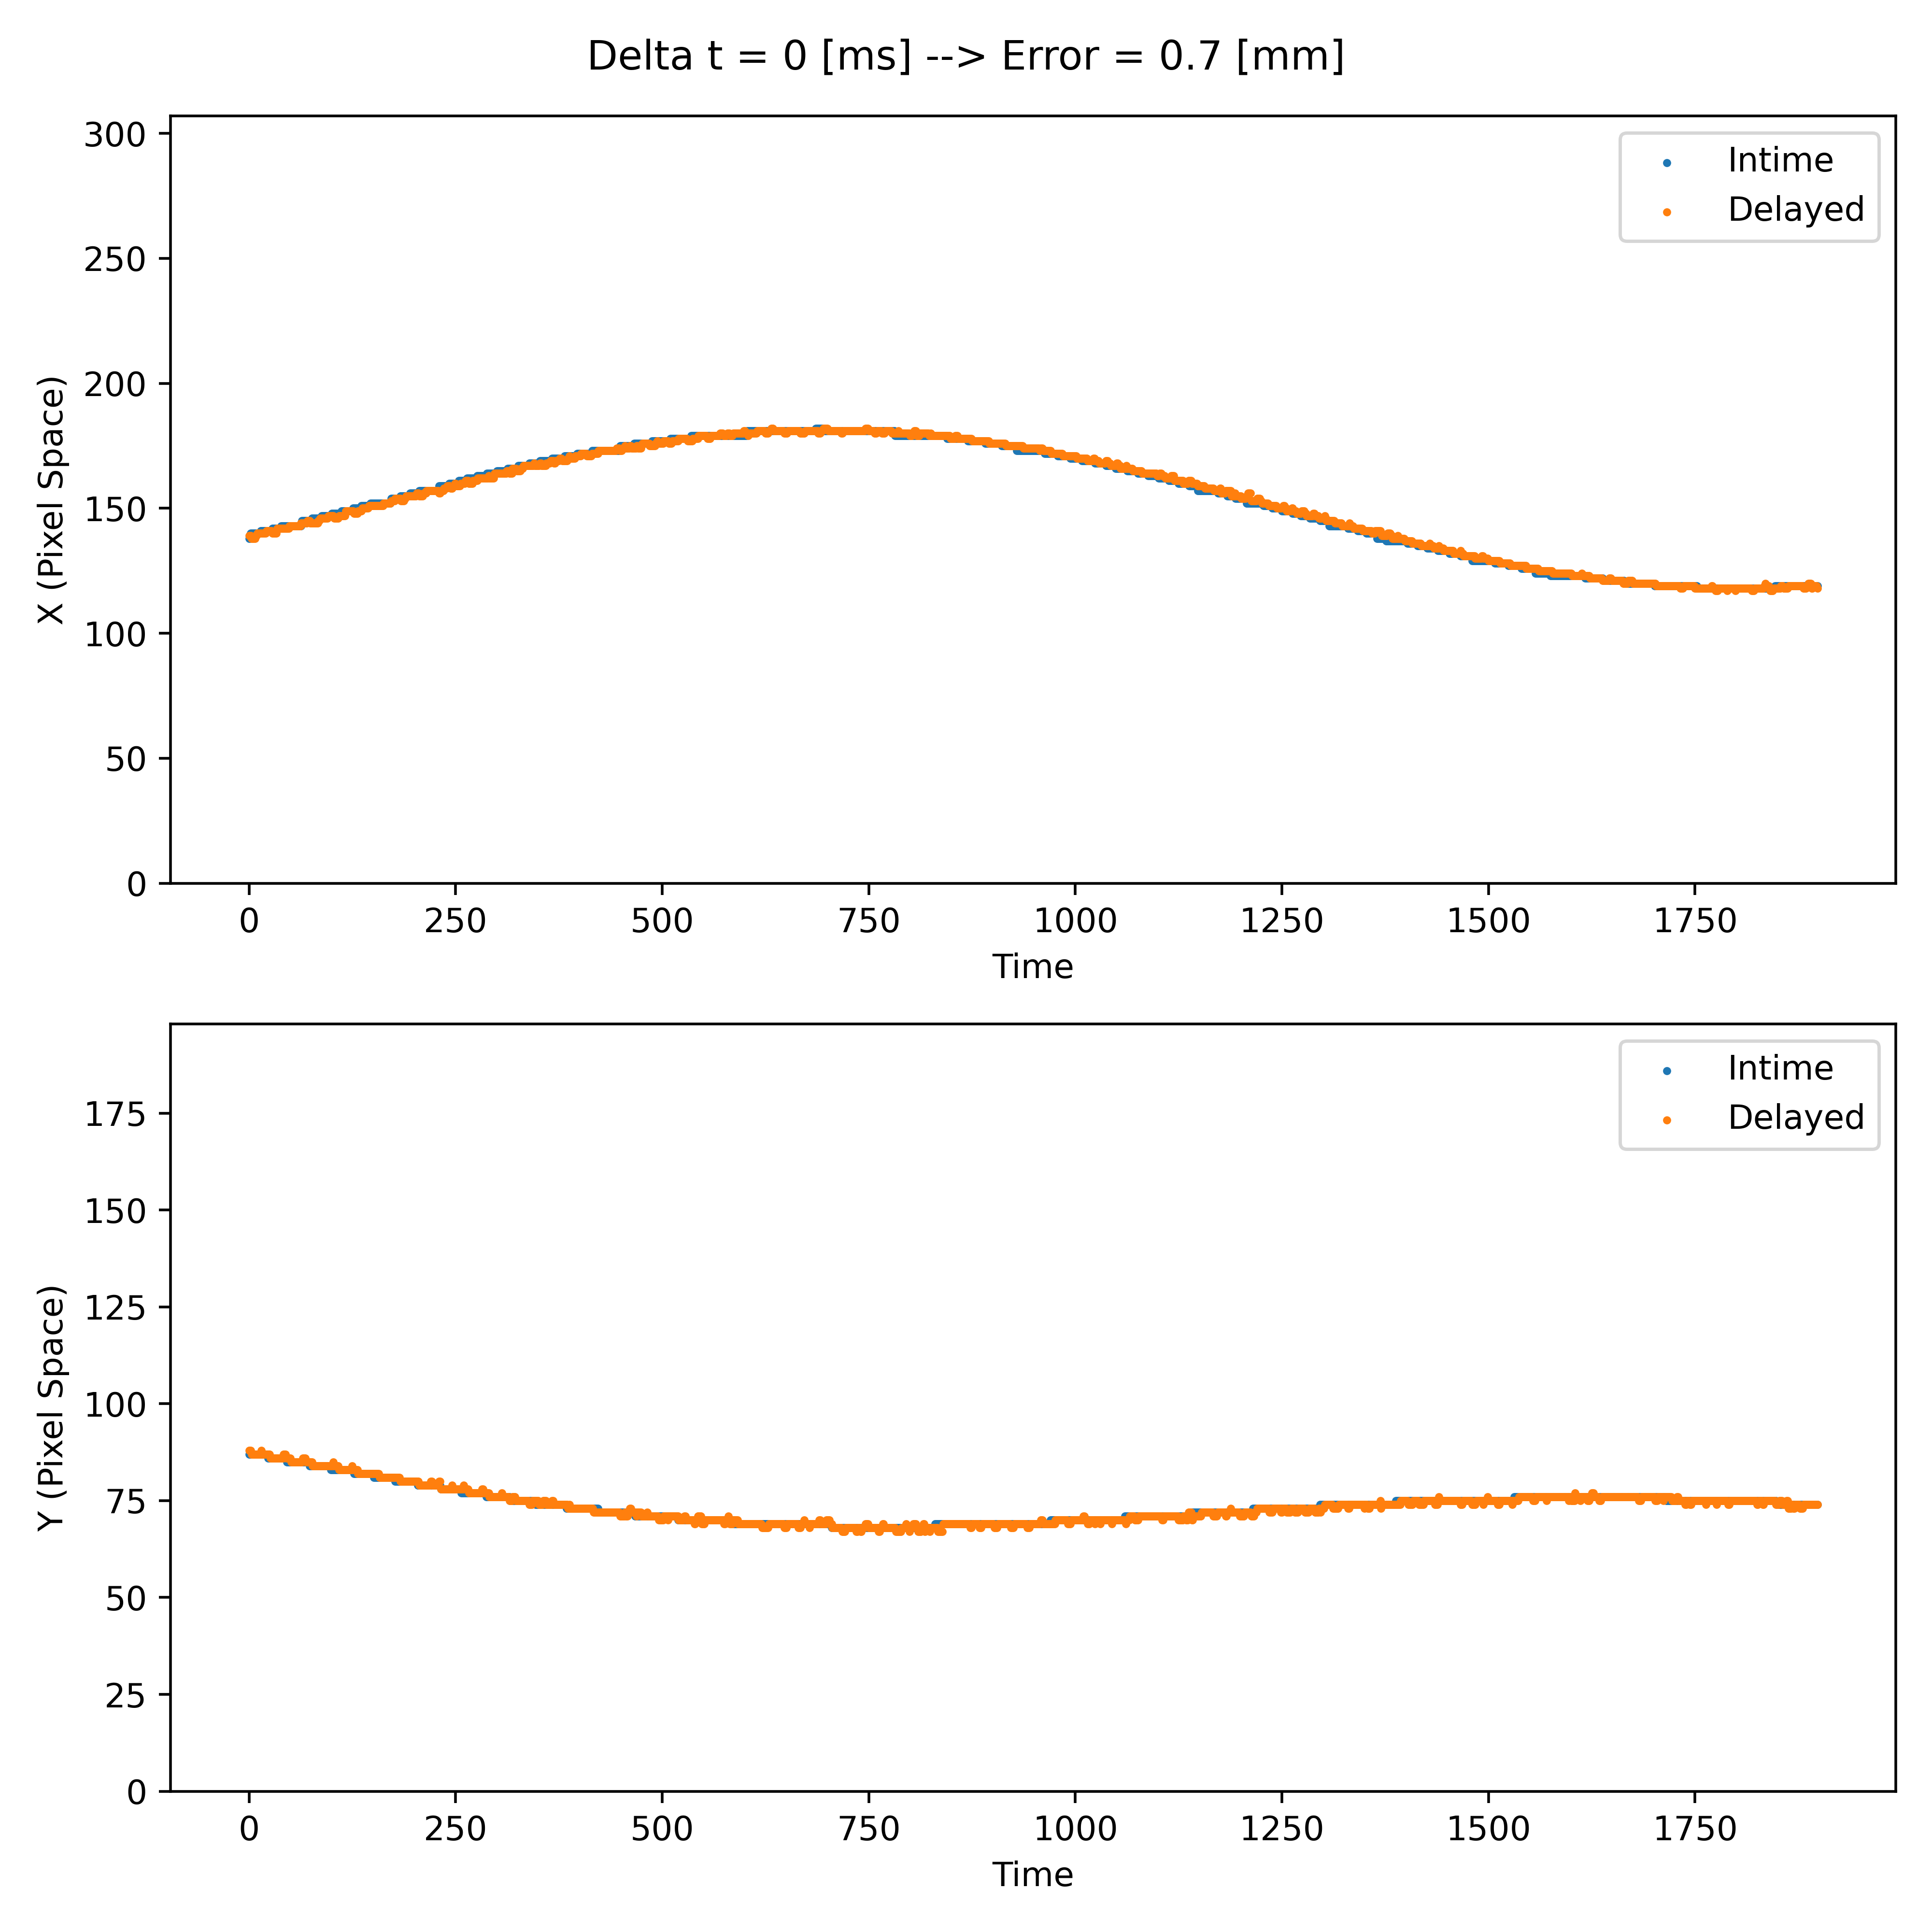 Delta t = 0 [ms] --> Error = 0.7 [mm]
300
250
200
150
100
50
0
X (Pixel Space)
Intime
Delayed
0 250 500 750 1000 1250 1500 1750
Time
175
150
125
100
75
50
25
0
Y (Pixel Space)
Intime
Delayed
0 250 500 750 1000 1250 1500 1750
Time